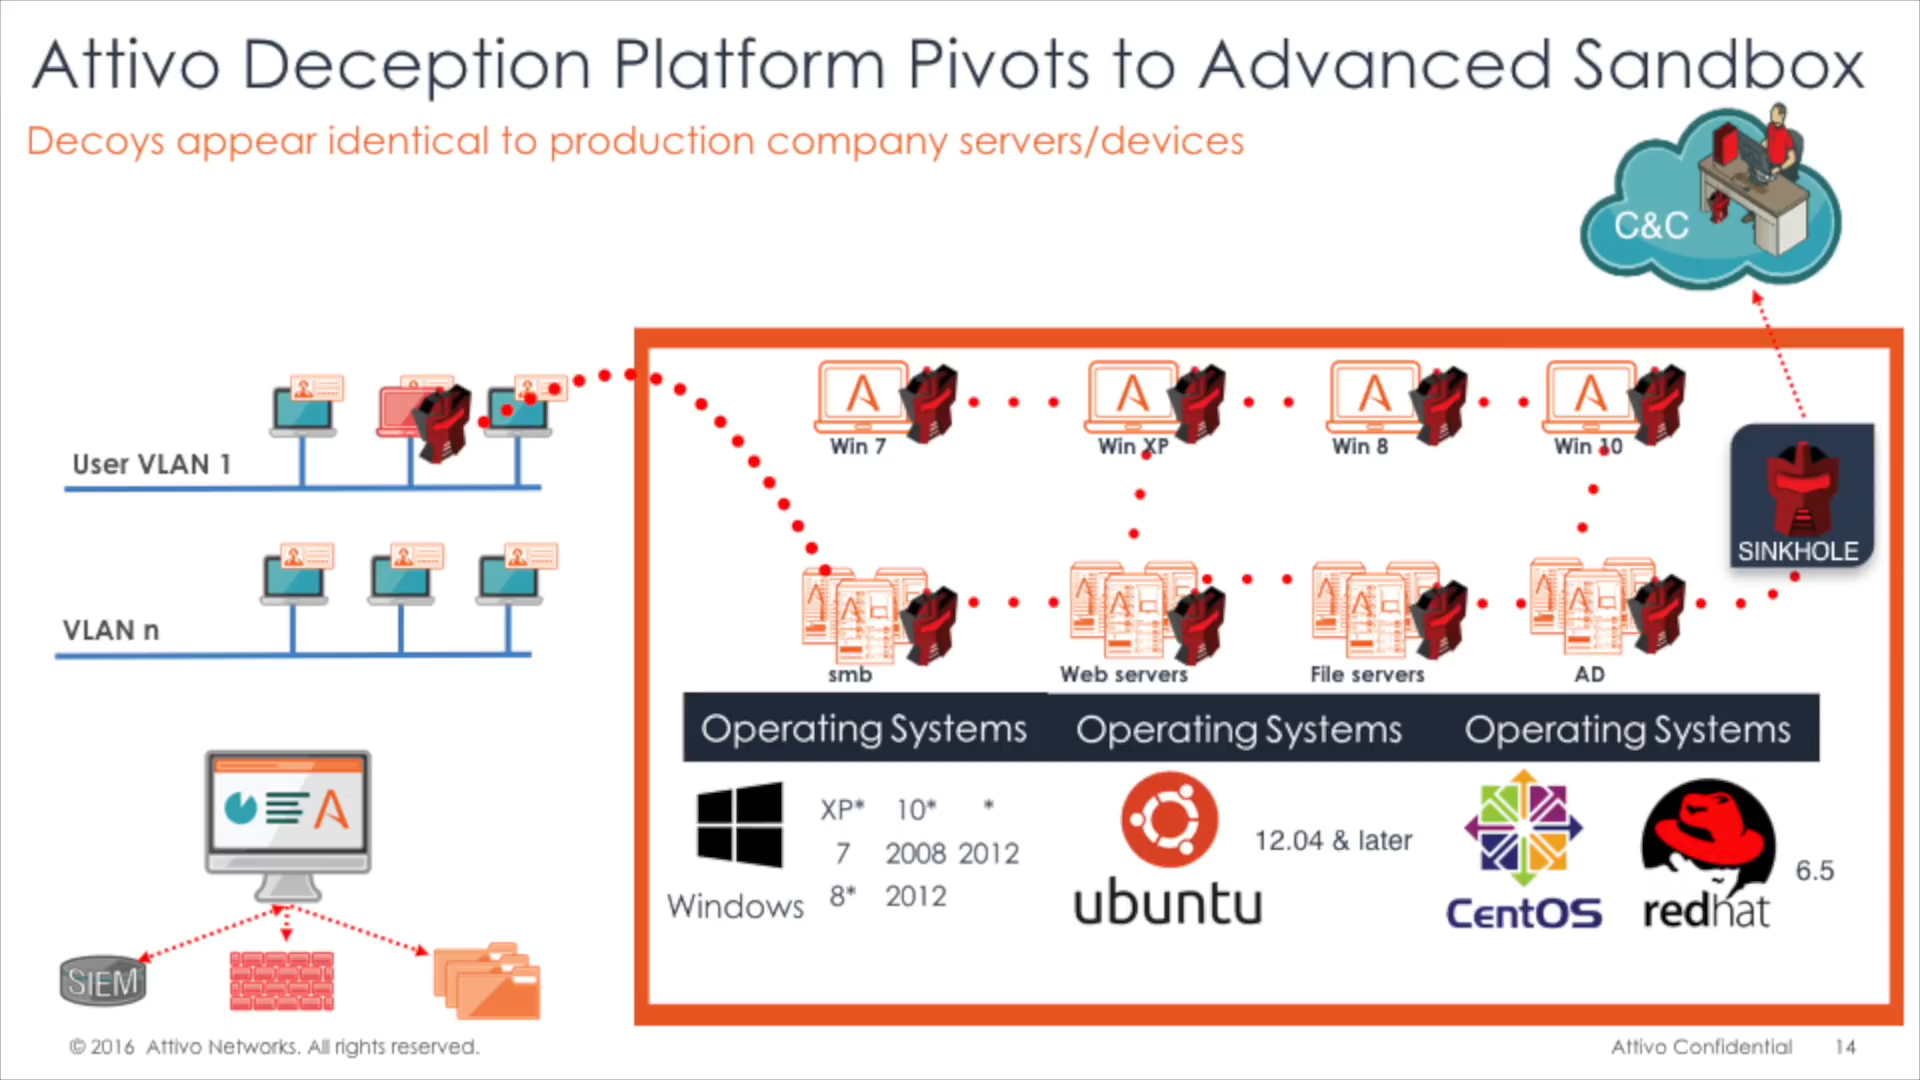 Attivo Deception Platform Pivots to Advanced Sandbox
Decoys appear identical to production company servers/devices
C&C
User VLAN 1
Win 7
Win XP
Win 8
Win 10
SINKHOLE
VLAN n
smb
Web servers
File servers
AD
Operating Systems
Operating Systems
Operating Systems
XP* 10* *
7 2008 2012
8* 2012
Windows
ubuntu
12.04 & later
CentOS
redhat
6.5
SIEM
© 2016 Attivo Networks. All rights reserved.
Attivo Confidential 14